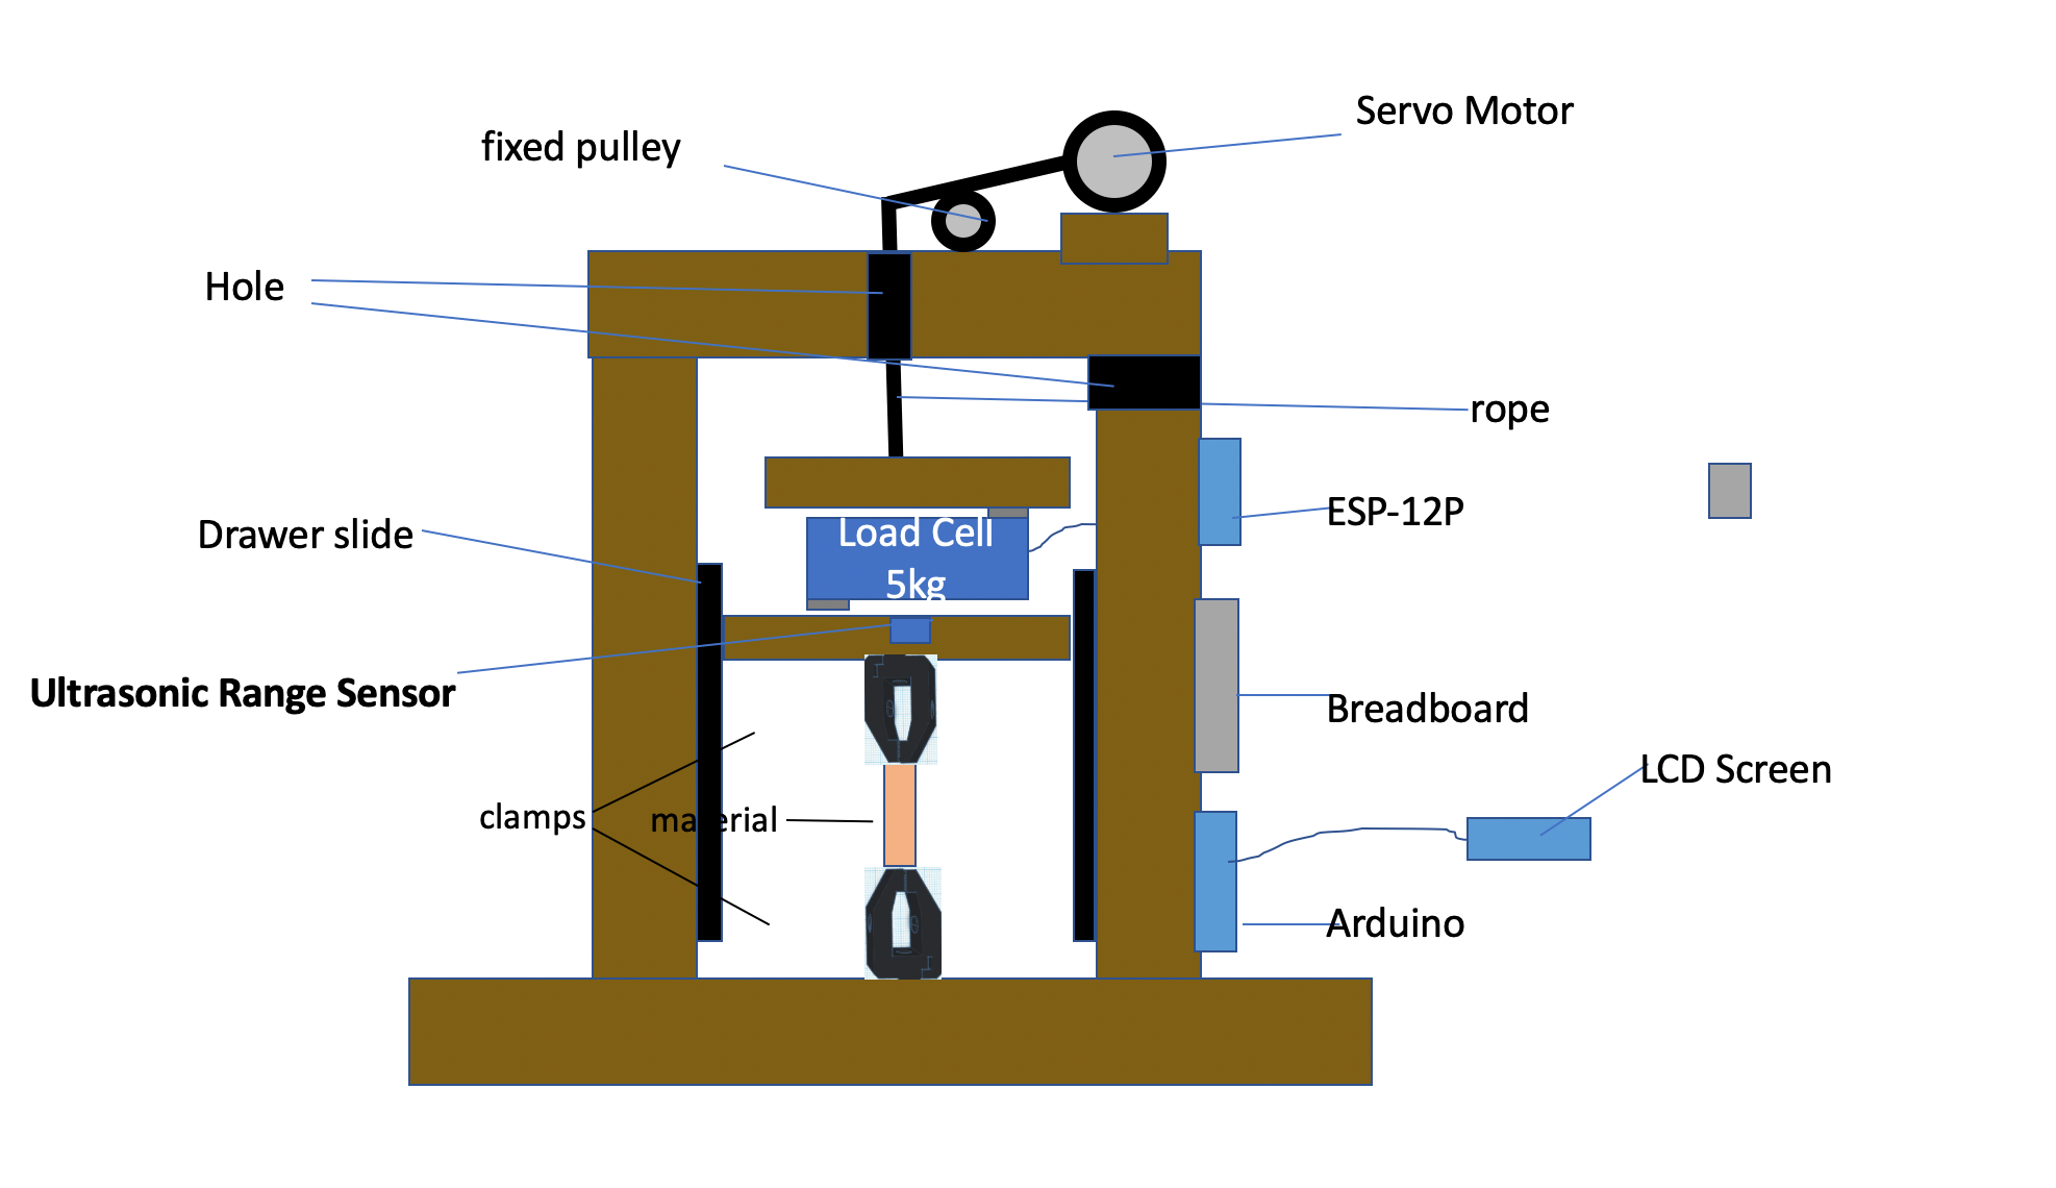 Servo Motor
fixed pulley
Hole
rope
ESP-12P
Drawer slide
Load Cell
5kg
Ultrasonic Range Sensor
Breadboard
LCD Screen
clamps
material
Arduino